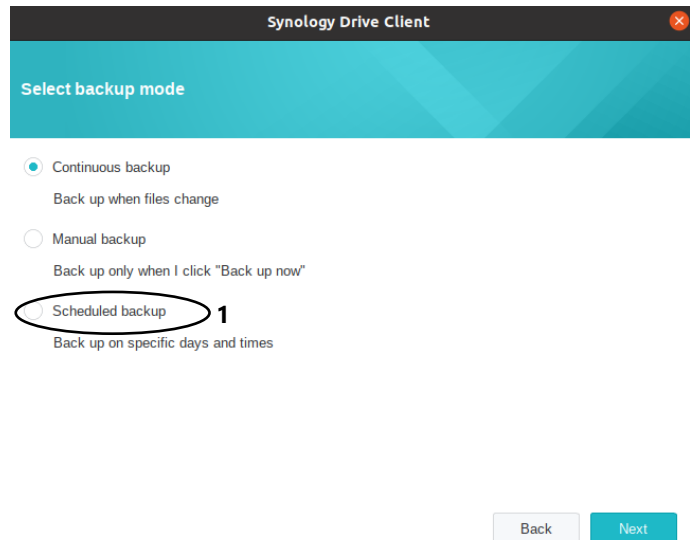 Synology Drive Client
Select backup mode
Continuous backup
Back up when files change
Manual backup
Back up only when I click "Back up now"
Scheduled backup 1
Back up on specific days and times
Back Next